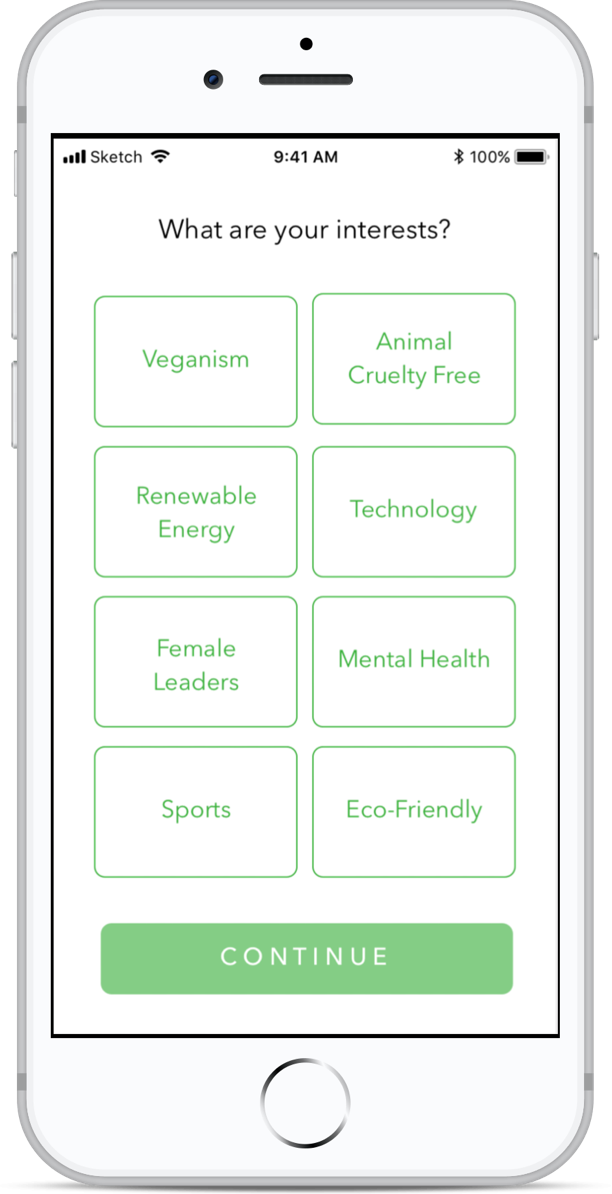 Sketch 9:41 AM 100%
What are your interests?
Veganism
Animal
Cruelty Free
Renewable
Energy
Technology
Female
Leaders
Mental Health
Sports
Eco-Friendly
CONTINUE